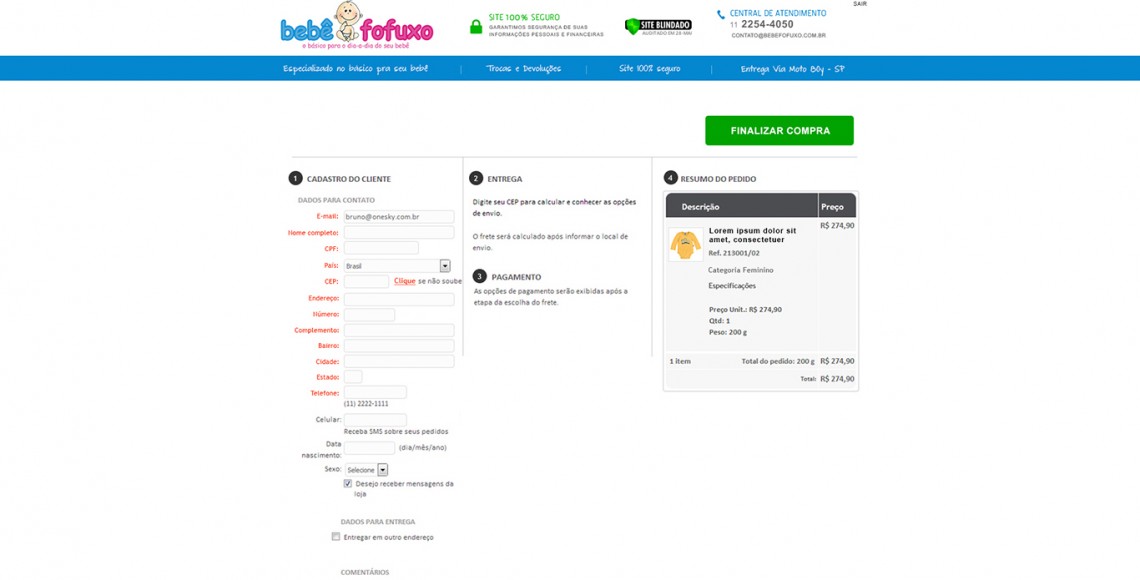 SAIR
bebê fofuxo
o básico para o dia-a-dia do seu bebê
SITE 100% SEGURO
GARANTIMOS SEGURANÇA DE SUAS
INFORMAÇÕES PESSOAIS E FINANCEIRAS
SITE BLINDADO
AUDITADO EM 28-MAI
CENTRAL DE ATENDIMENTO
11 2254-4050
CONTATO@BEBEFOFUXO.COM.BR
Especializado no básico pra seu bebê
Trocas e Devoluções
Site 100% seguro
Entrega Via Moto Boy - SP
FINALIZAR COMPRA
1 CADASTRO DO CLIENTE
DADOS PARA CONTATO
E-mail: bruno@onesky.com.br
Nome completo:
CPF:
País: Brasil
CEP: Clique se não soube
Endereço:
Número:
Complemento:
Bairro:
Cidade:
Estado:
Telefone:
(11) 2222-1111
Celular:
Receba SMS sobre seus pedidos
Data
nascimento: (dia/mês/ano)
Sexo: Selecione
Desejo receber mensagens da
loja
DADOS PARA ENTREGA
Entregar em outro endereço
COMENTÁRIOS
2 ENTREGA
Digite seu CEP para calcular e conhecer as opções
de envio.
O frete será calculado após informar o local de
envio.
3 PAGAMENTO
As opções de pagamento serão exibidas após a
etapa da escolha do frete.
4 RESUMO DO PEDIDO
Descrição Preço
Lorem ipsum dolor sit R$ 274,90
amet, consectetuer
Ref. 213001/02
Categoria Feminino
Especificações
Preço Unit.: R$ 274,90
Qtd: 1
Peso: 200 g
1 item Total do pedido: 200 g R$ 274,90
Total: R$ 274,90